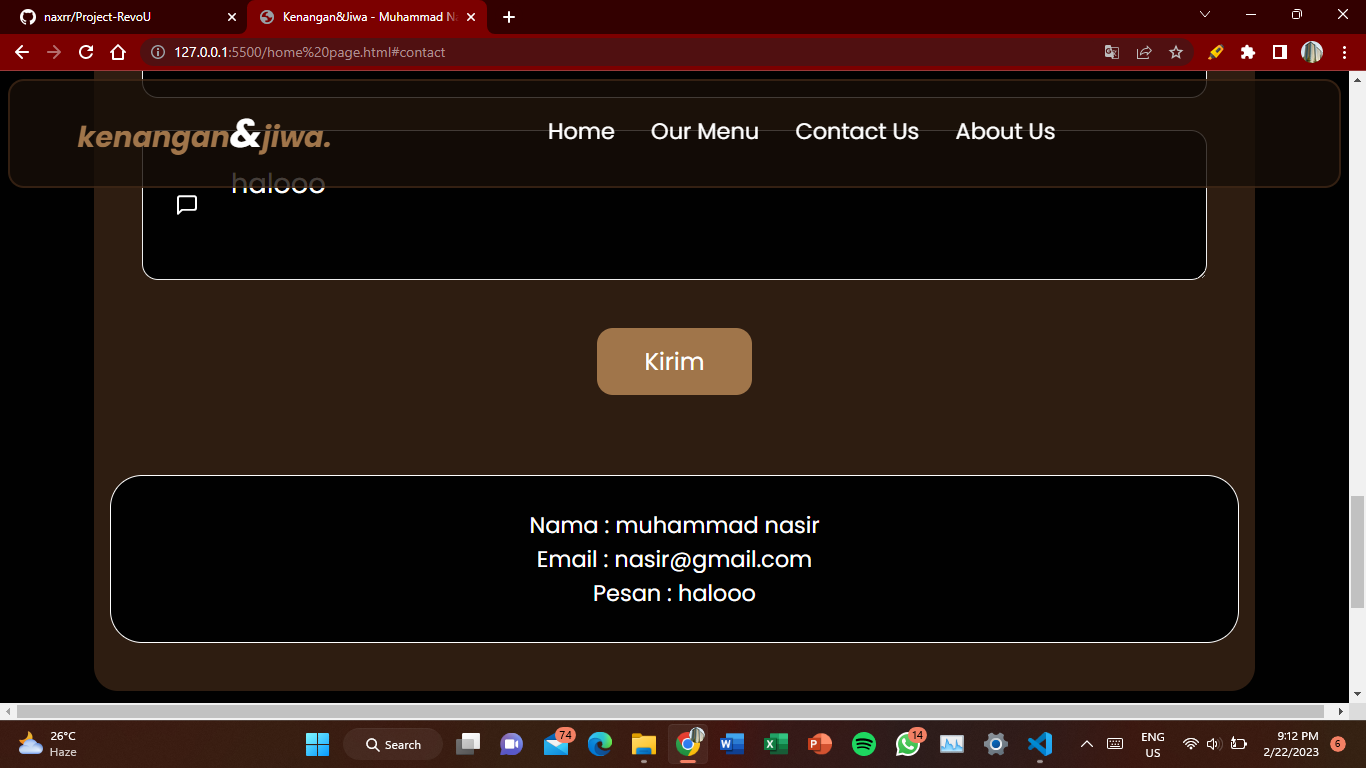 naxrr/Project-RevoU
Kenangan&Jiwa - Muhammad N
127.0.0.1:5500/home%20page.html#contact
kenangan&jiwa.
Home
Our Menu
Contact Us
About Us
halooo
Kirim
Nama : muhammad nasir
Email : nasir@gmail.com
Pesan : halooo
26°C
Haze
Search
74
14
ENG
US
9:12 PM
2/22/2023
6